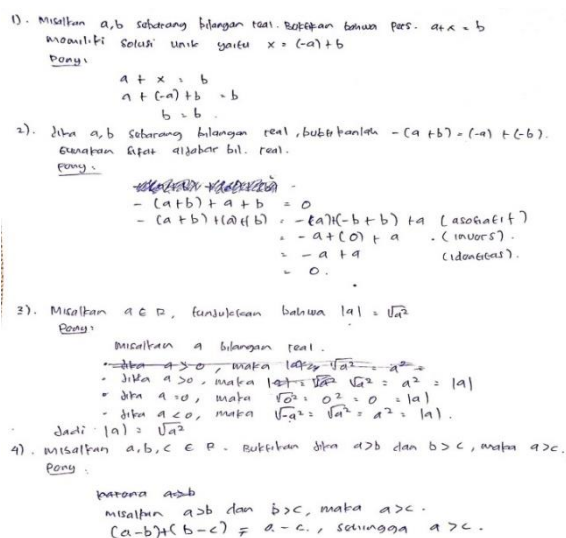 1). Misalkan a,b sebarang bilangan real. Buktikan bahwa pers. a+x = b
memiliki solusi unik yaitu x = (-a) + b
Peny:
a + x = b
a + (-a) + b = b
b = b.
2). Jika a,b sebarang bilangan real, buktikanlah - (a + b) = (-a) + (-b).
Gunakan sifat aljabar bil. real.
Peny:
- (a+b) + a + b = 0
- (a + b) + (a) + (b) = - (a)+(-b + b) + a (asosiatif)
= - a + (0) + a . (invers).
= - a + a (identitas).
= 0.
3). Misalkan a ∈ R, tunjukkan bahwa |a| = √a²
Peny:
Misalkan a bilangan real.
• Jika a > 0, maka √a² = a² = |a|
• Jika a = 0, maka √0² = 0² = 0 = |a|
• Jika a < 0, maka √-a² = √a² = a² = |a|.
Jadi |a| = √a²
4). Misalkan a,b,c ∈ R. Buktikan jika a>b dan b>c, maka a>c.
Peny:
misalkan a>b dan b>c, maka a>c.
(a-b)+(b-c) = a-c., sehingga a>c.